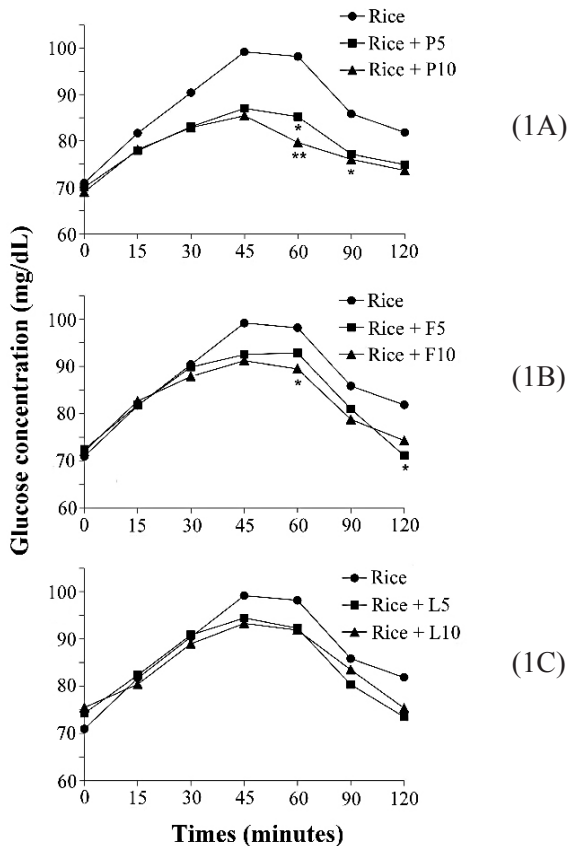 Glucose concentration (mg/dL)
Rice
Rice + P5
Rice + P10
100
90
80
70
60
*
**
*
0 15 30 45 60 90 120
(1A)
Rice
Rice + F5
Rice + F10
100
90
80
70
60
*
*
0 15 30 45 60 90 120
(1B)
Rice
Rice + L5
Rice + L10
100
90
80
70
60
0 15 30 45 60 90 120
(1C)
Times (minutes)